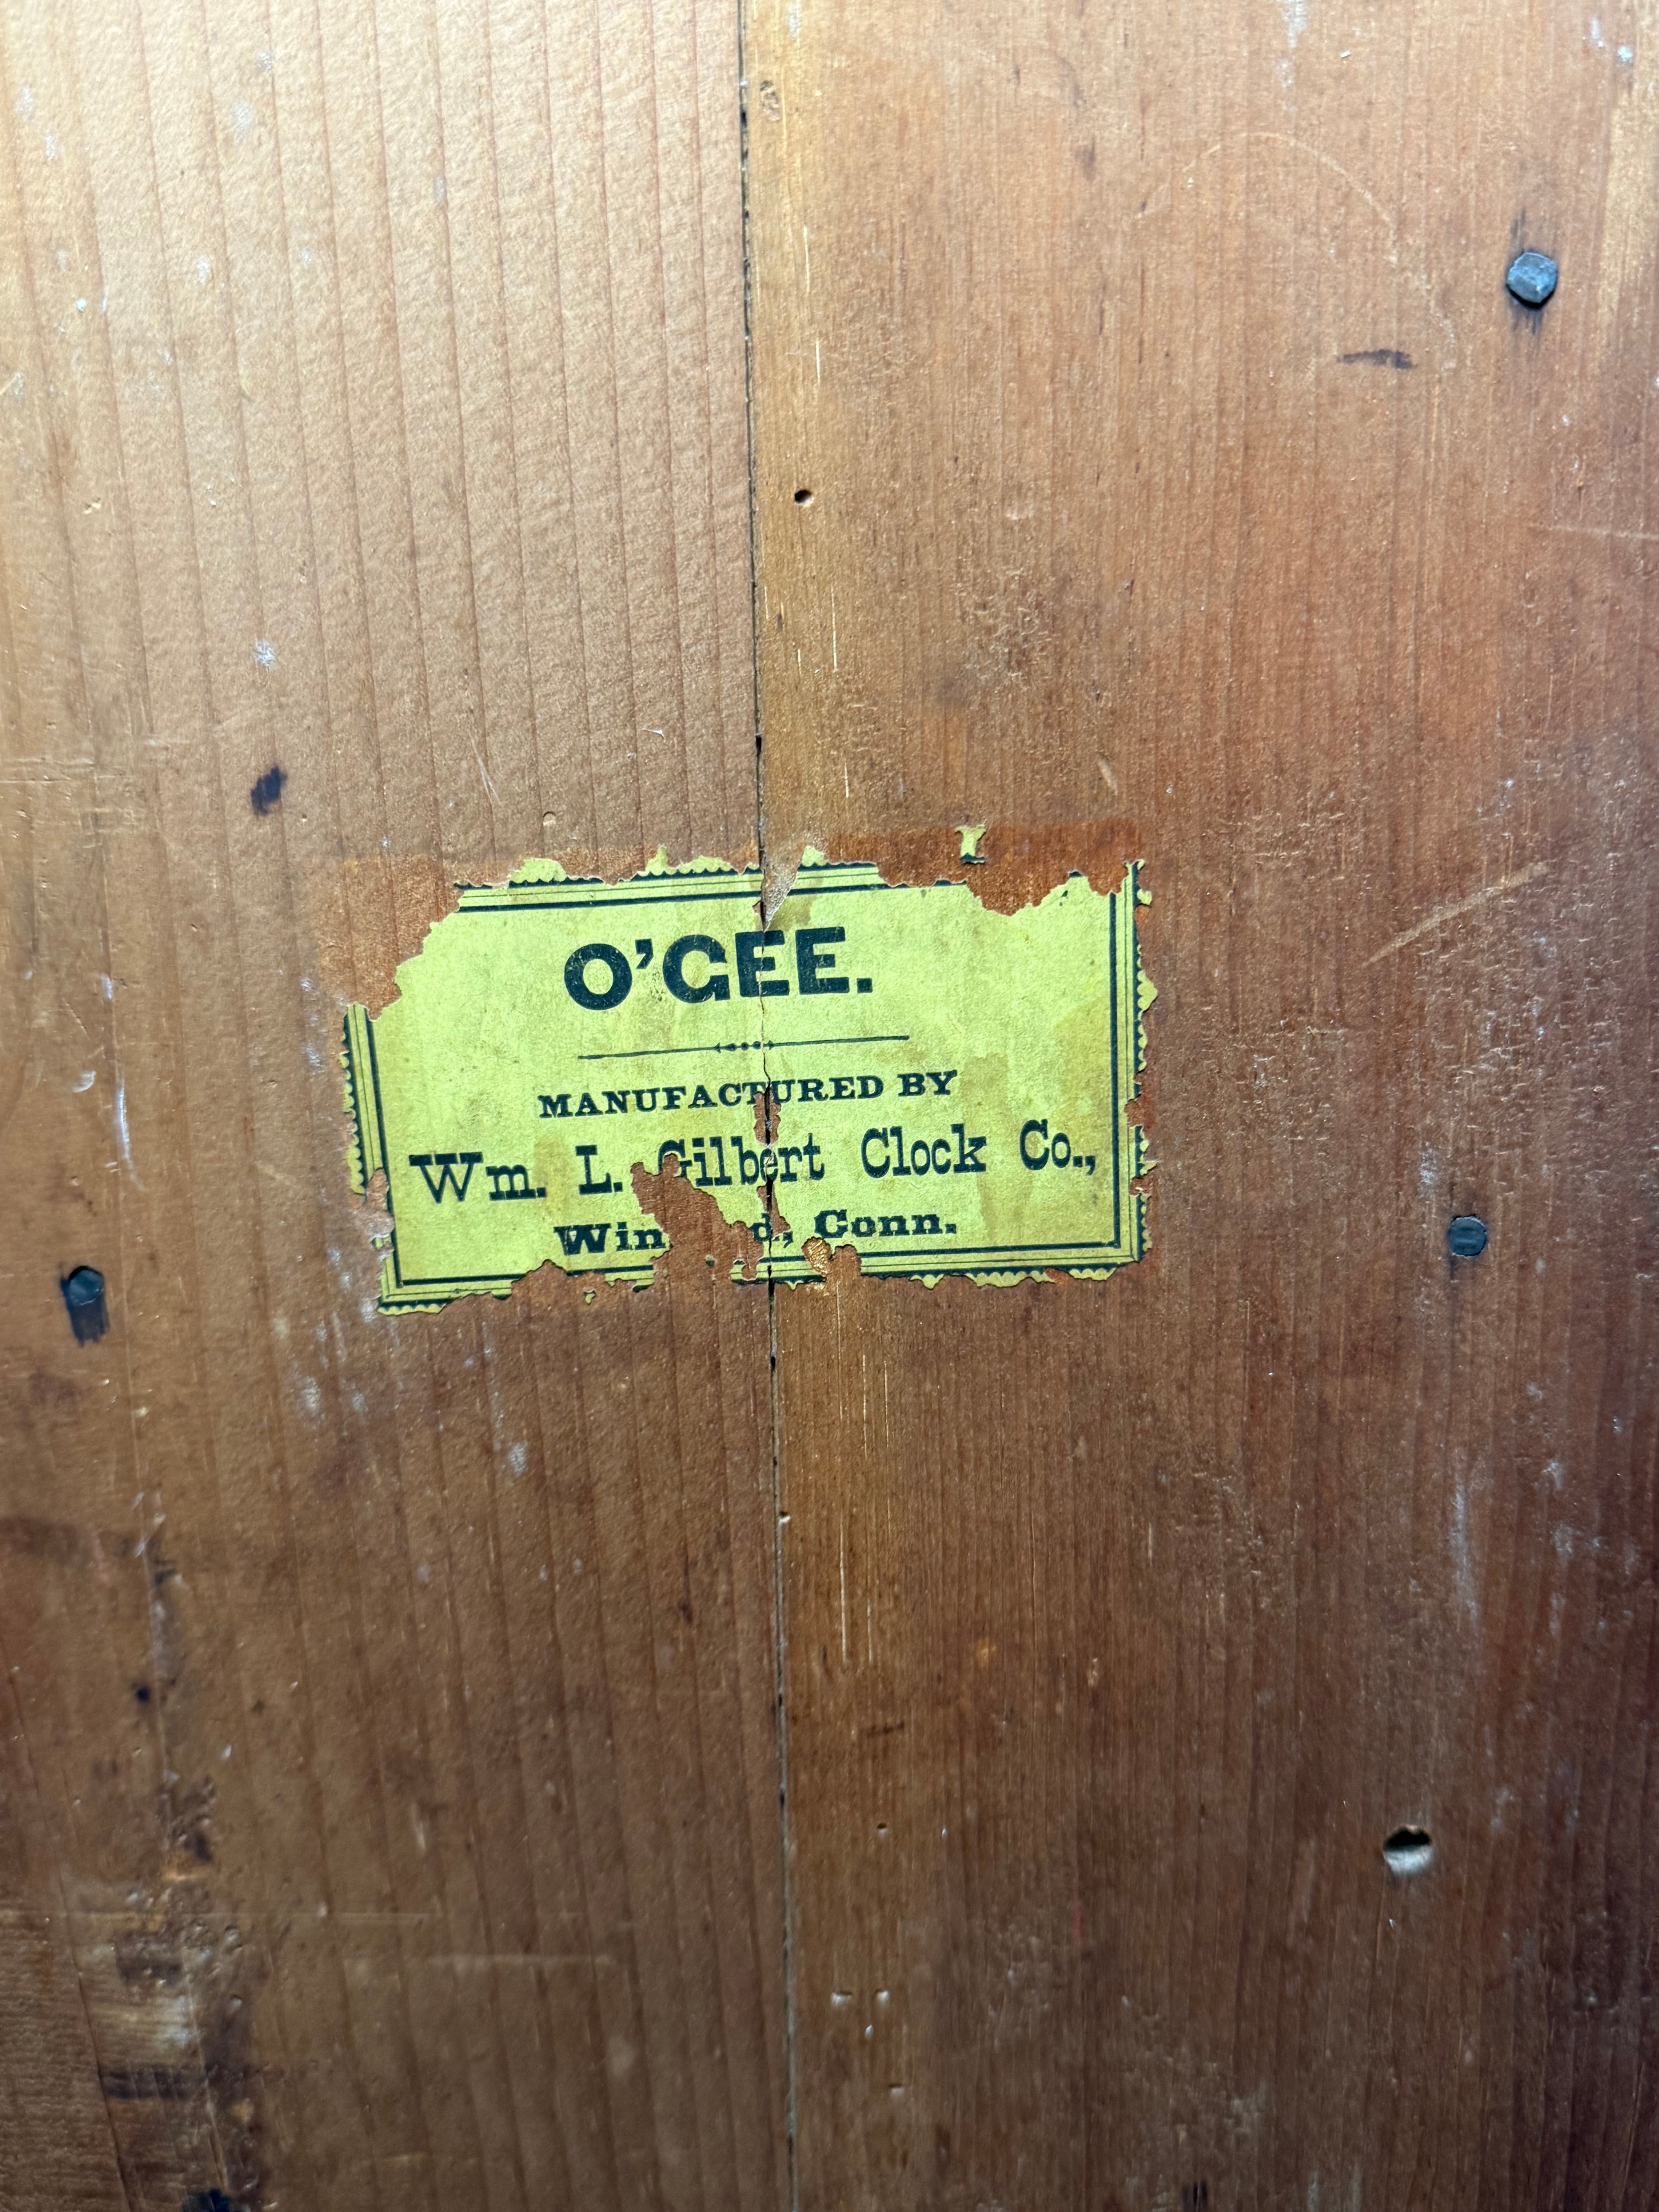 O'GEE.
MANUFACTURED BY
Wm. L. Gilbert Clock Co.,
Conn.